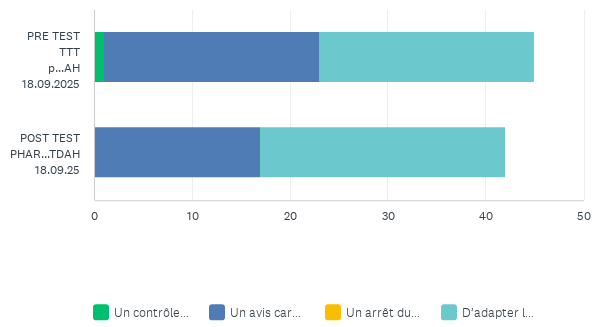 PRE TEST
TTT
p...AH
18.09.2025
POST TEST
PHAR...TDAH
18.09.25
0 10 20 30 40 50
Un contrôle... Un avis car... Un arrêt du... D'adapter l...